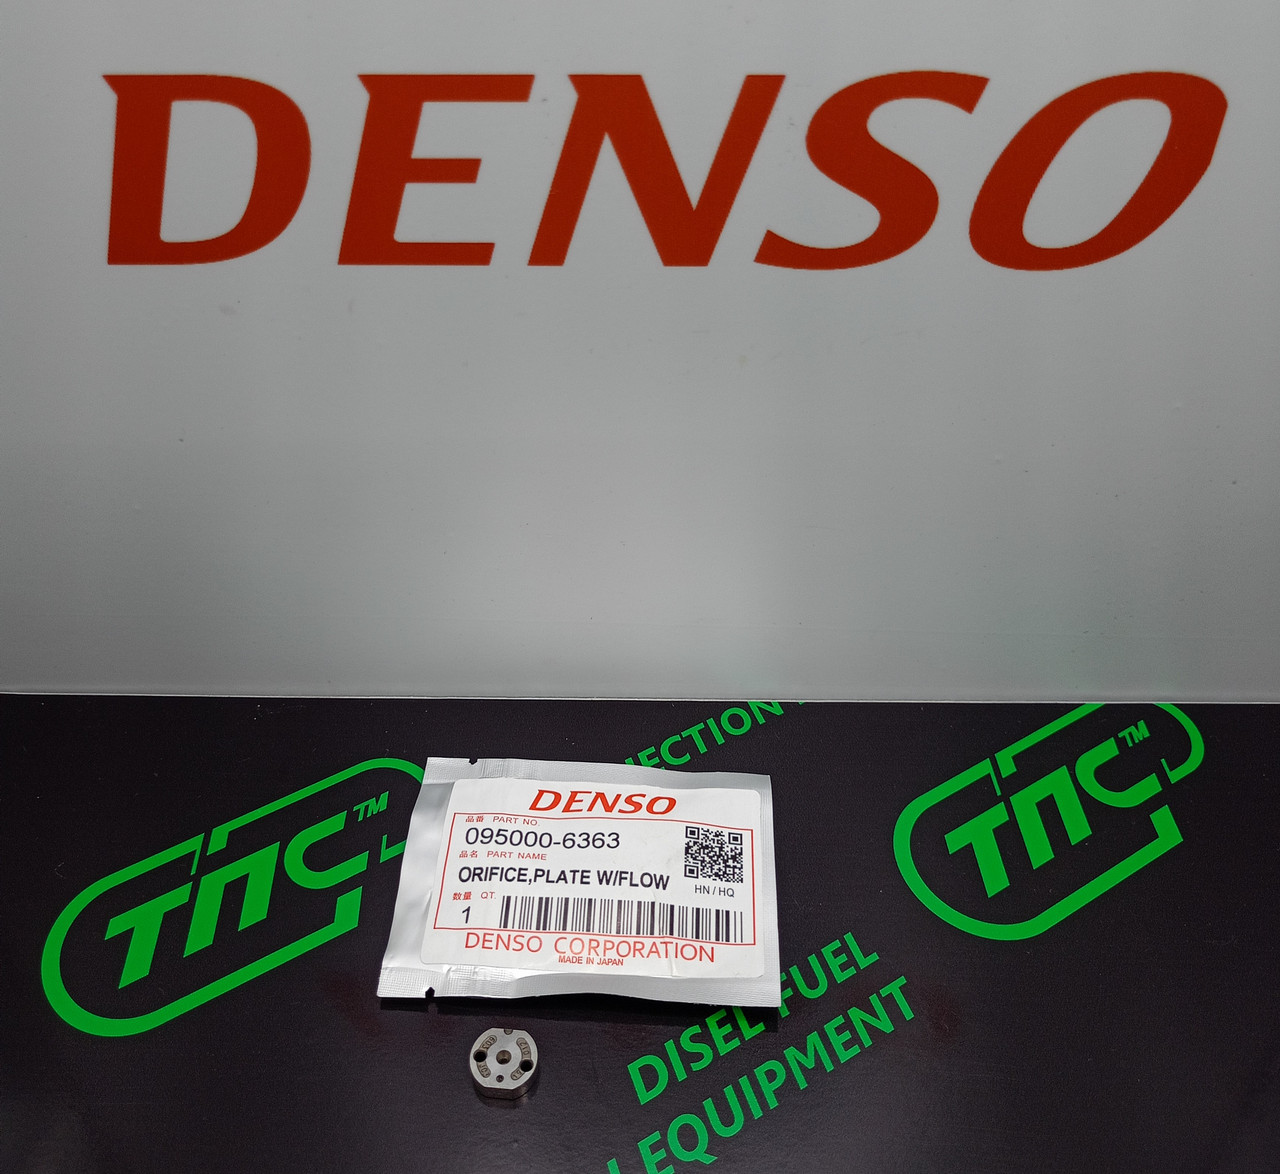 DENSO
JECTION
TNC™
TNC™
DENSO
品番 PART NO.
095000-6363
品名 PART NAME
ORIFICE,PLATE W/FLOW
HN / HQ
数量 QT.
1
DENSO CORPORATION
MADE IN JAPAN
DISEL FUEL
EQUIPMENT